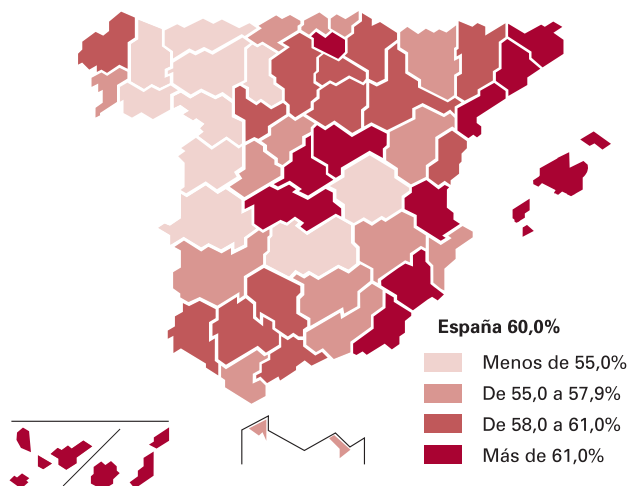 España 60,0%
Menos de 55,0%
De 55,0 a 57,9%
De 58,0 a 61,0%
Más de 61,0%